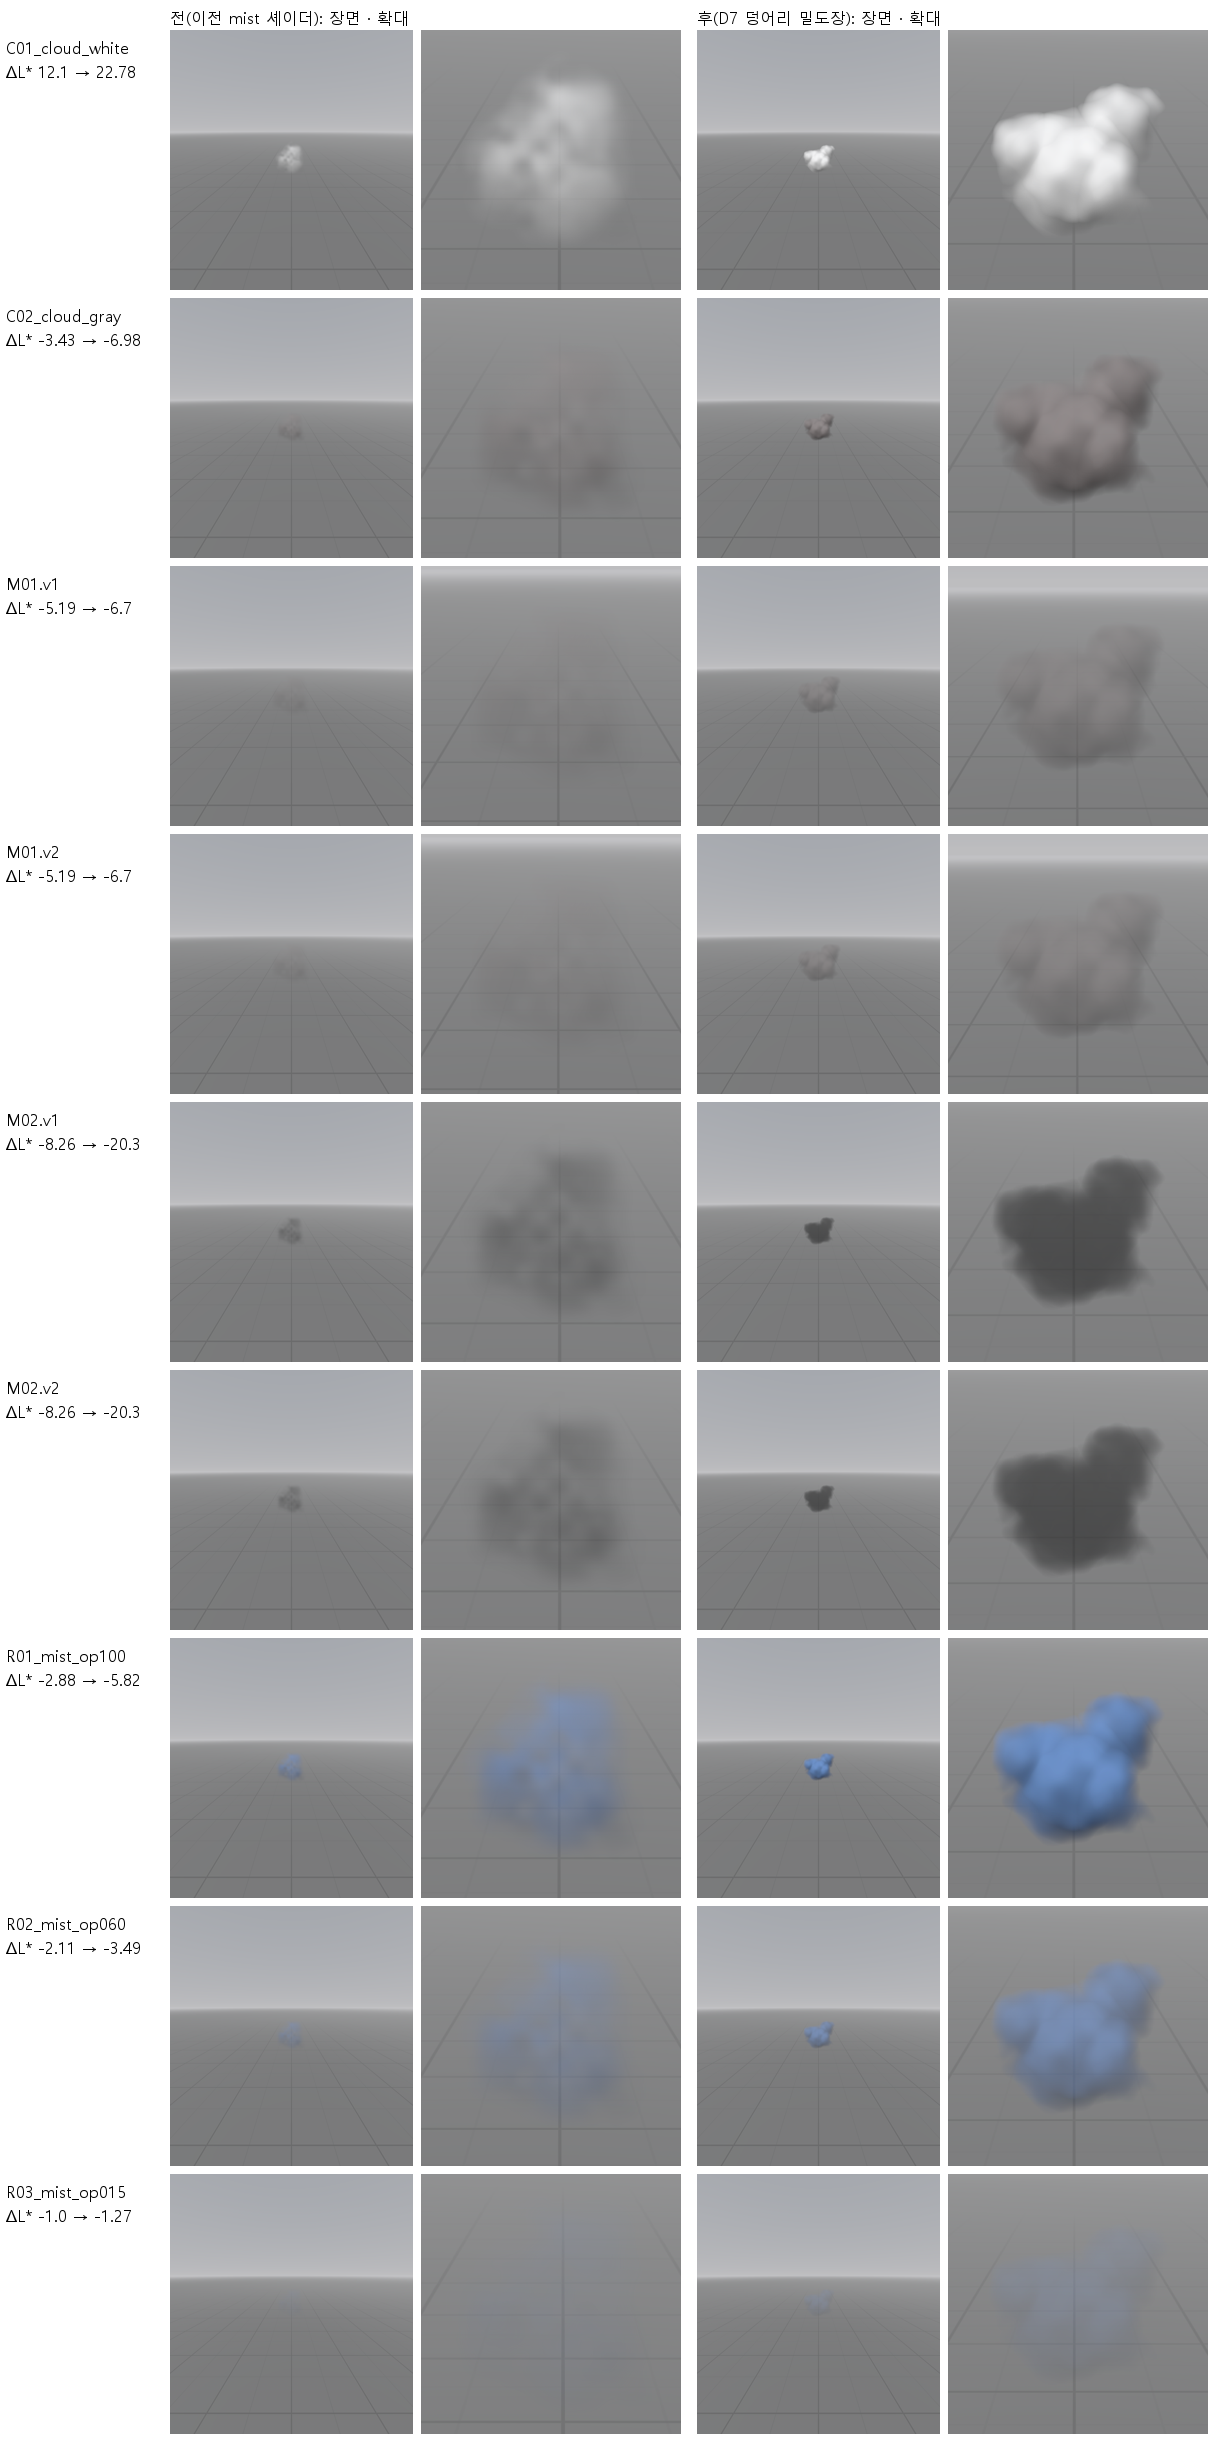 전(이전 mist 셰이더): 장면 · 확대
후(D7 덩어리 밀도장): 장면 · 확대
C01_cloud_white
ΔL* 12.1 → 22.78
C02_cloud_gray
ΔL* -3.43 → -6.98
M01.v1
ΔL* -5.19 → -6.7
M01.v2
ΔL* -5.19 → -6.7
M02.v1
ΔL* -8.26 → -20.3
M02.v2
ΔL* -8.26 → -20.3
R01_mist_op100
ΔL* -2.88 → -5.82
R02_mist_op060
ΔL* -2.11 → -3.49
R03_mist_op015
ΔL* -1.0 → -1.27